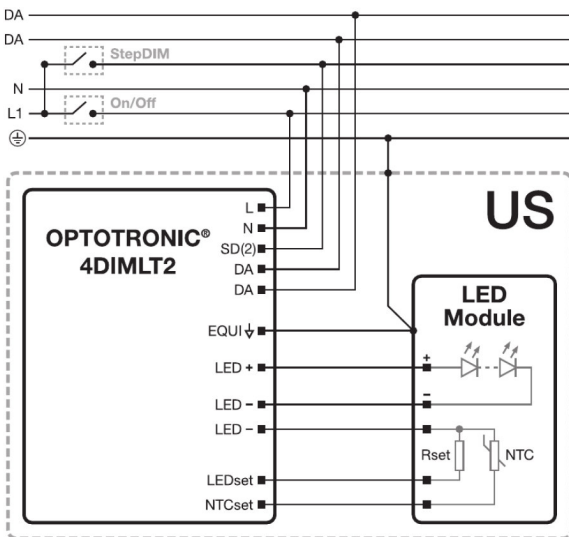 DA
DA
StepDIM
N
On/Off
L1
US
OPTOTRONIC®
4DIMLT2
L
N
SD(2)
DA
DA
EQUI
LED +
LED –
LED –
LEDset
NTCset
LED
Module
+
–
Rset
NTC